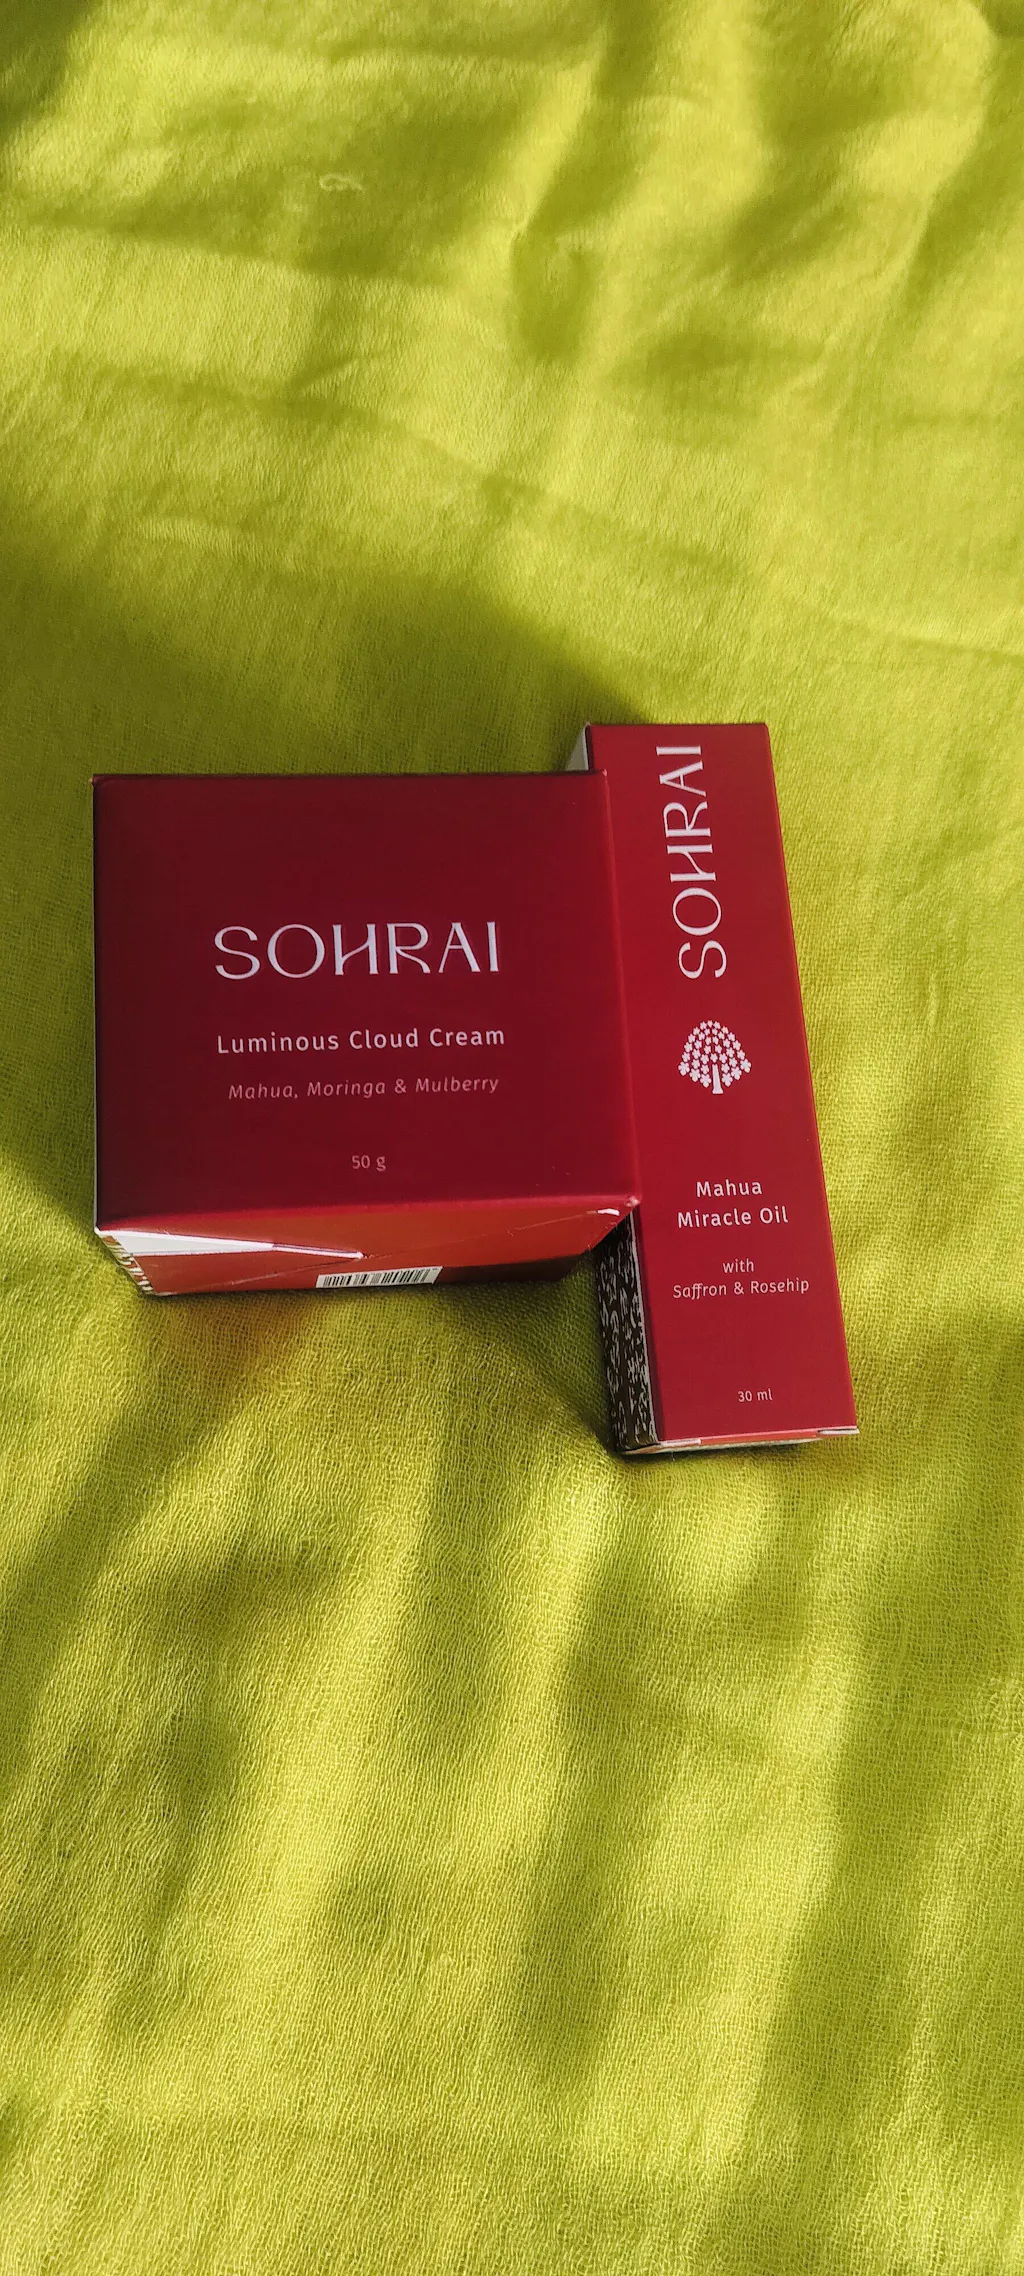 SOHRAI
Luminous Cloud Cream
Mahua, Moringa & Mulberry
50 g
SOHRAI
Mahua
Miracle Oil
with
Saffron & Rosehip
30 ml